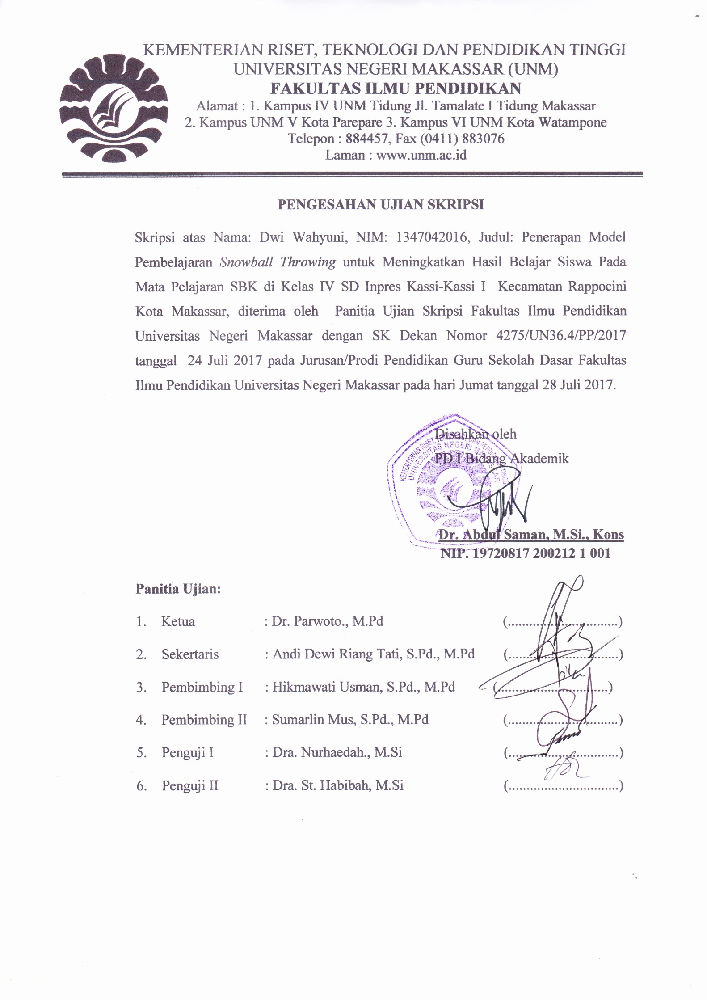 KEMENTERIAN RISET, TEKNOLOGI DAN PENDIDIKAN TINGGI
UNIVERSITAS NEGERI MAKASSAR (UNM)
FAKULTAS ILMU PENDIDIKAN
Alamat : 1. Kampus IV UNM Tidung Jl. Tamalate I Tidung Makassar
2. Kampus UNM V Kota Parepare 3. Kampus VI UNM Kota Watampone
Telepon : 884457, Fax (0411) 883076
Laman : www.unm.ac.id
PENGESAHAN UJIAN SKRIPSI
Skripsi atas Nama: Dwi Wahyuni, NIM: 1347042016, Judul: Penerapan Model
Pembelajaran Snowball Throwing untuk Meningkatkan Hasil Belajar Siswa Pada
Mata Pelajaran SBK di Kelas IV SD Inpres Kassi-Kassi I Kecamatan Rappocini
Kota Makassar, diterima oleh Panitia Ujian Skripsi Fakultas Ilmu Pendidikan
Universitas Negeri Makassar dengan SK Dekan Nomor 4275/UN36.4/PP/2017
tanggal 24 Juli 2017 pada Jurusan/Prodi Pendidikan Guru Sekolah Dasar Fakultas
Ilmu Pendidikan Universitas Negeri Makassar pada hari Jumat tanggal 28 Juli 2017.
Disahkan oleh
PD I Bidang Akademik
KEMENTERIAN RISET, TEKNOLOGI, DAN PENDIDIKAN TINGGI
UNIVERSITAS NEGERI MAKASSAR
Dr. Abdul Saman, M.Si., Kons
NIP. 19720817 200212 1 001
Panitia Ujian:
1. Ketua : Dr. Parwoto., M.Pd (...............................)
2. Sekertaris : Andi Dewi Riang Tati, S.Pd., M.Pd (...............................)
3. Pembimbing I : Hikmawati Usman, S.Pd., M.Pd (...............................)
4. Pembimbing II : Sumarlin Mus, S.Pd., M.Pd (...............................)
5. Penguji I : Dra. Nurhaedah., M.Si (...............................)
6. Penguji II : Dra. St. Habibah, M.Si (...............................)